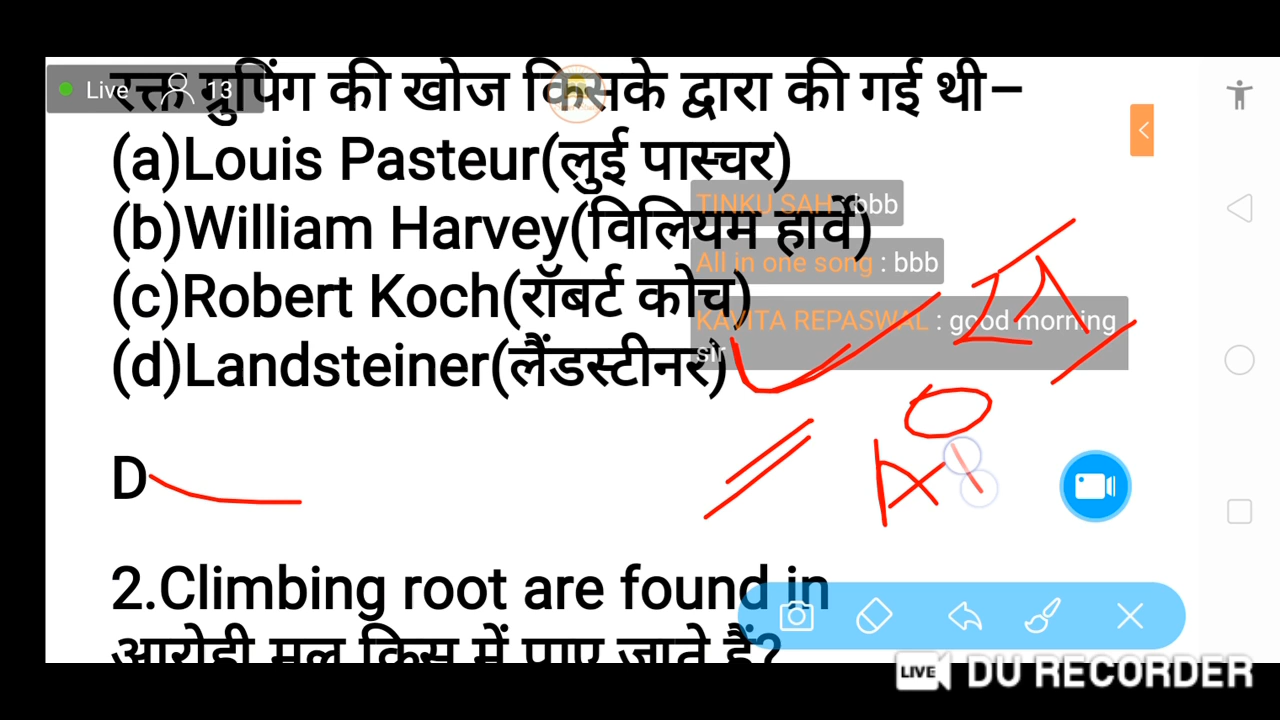 Live 13
रक्त ग्रुपिंग की खोज किसके द्वारा की गई थी–
(a)Louis Pasteur(लुई पास्चर)
(b)William Harvey(विलियम हार्वे)
(c)Robert Koch(रॉबर्ट कोच)
(d)Landsteiner(लैंडस्टीनर)
TINKU SAH : bbb
All in one song : bbb
KAVITA REPASWAL : good morning
sir
O
D
2.Climbing root are found in
आरोही मूल किस में पाए जाते हैं?
LIVE DU RECORDER